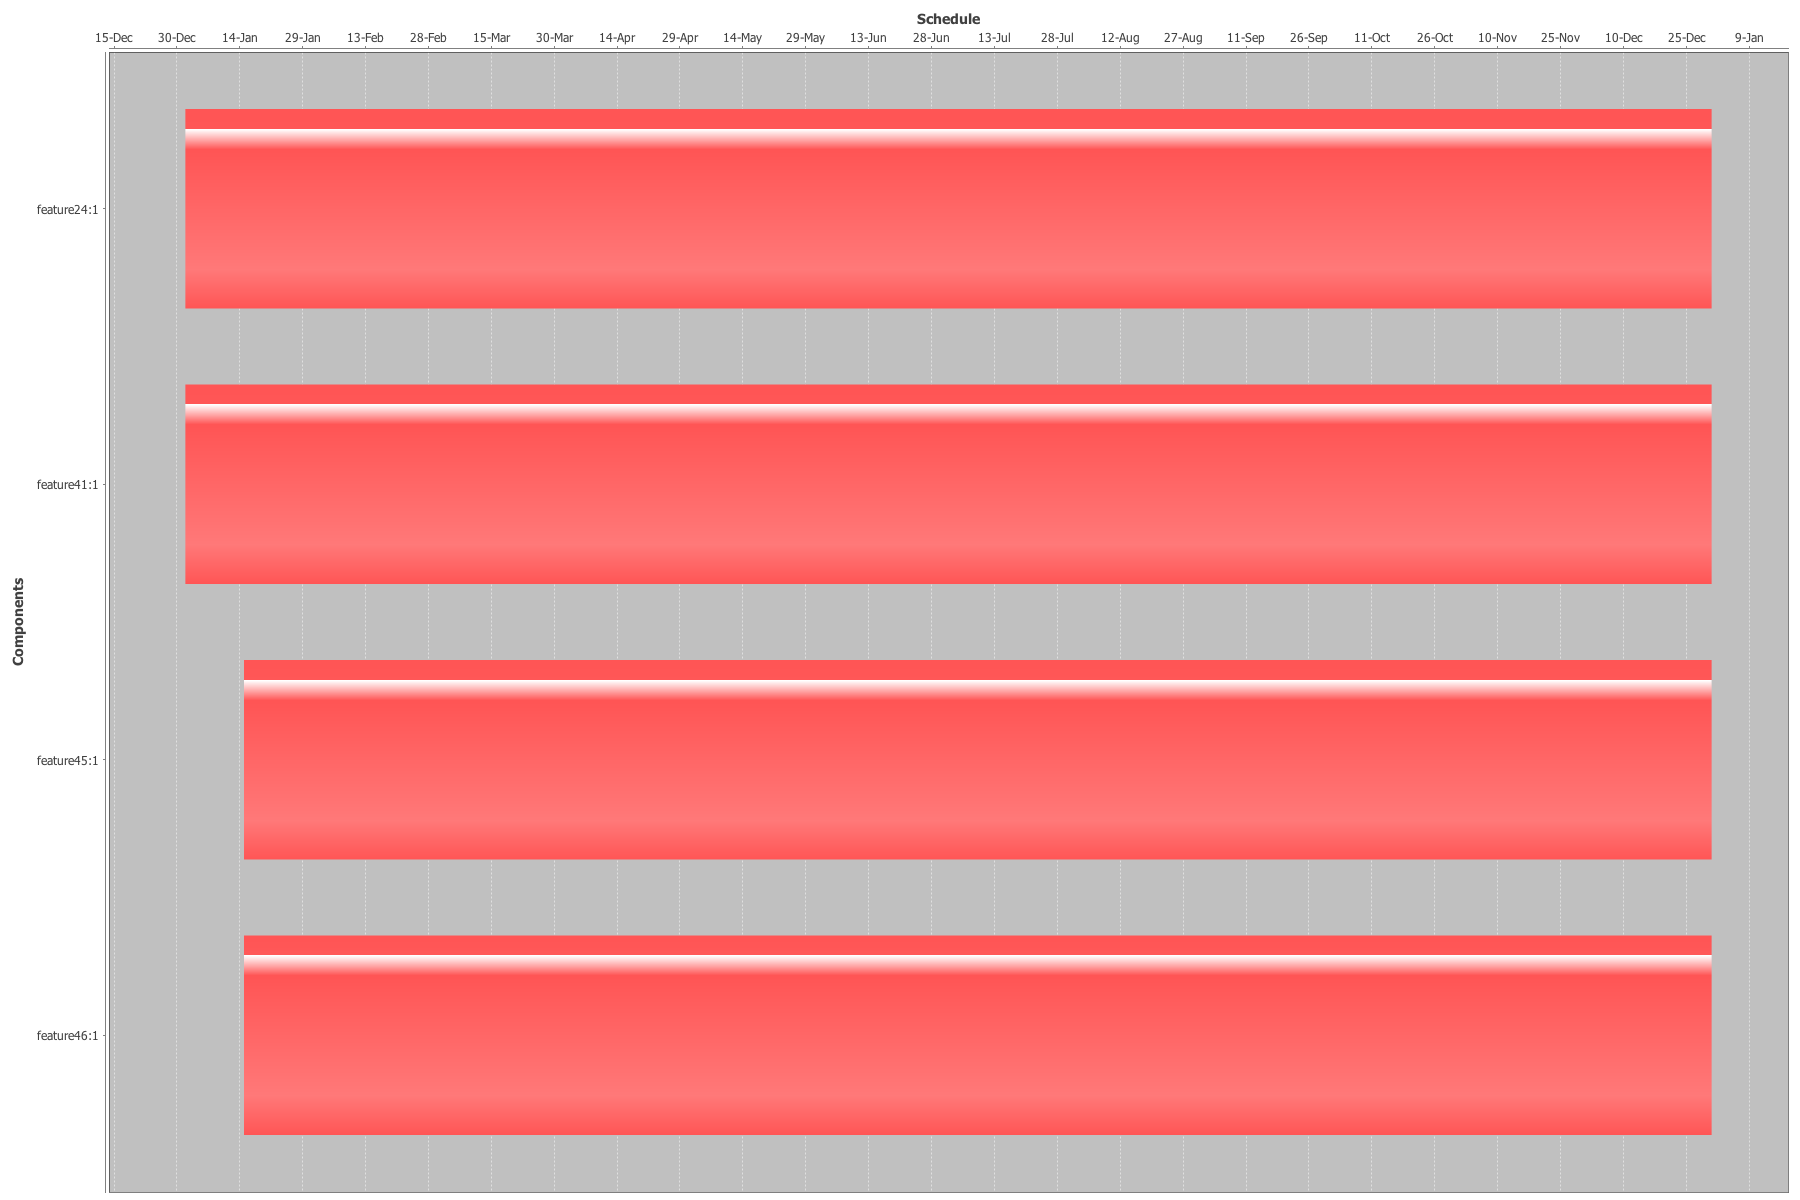 Schedule
15-Dec 30-Dec 14-Jan 29-Jan 13-Feb 28-Feb 15-Mar 30-Mar 14-Apr 29-Apr 14-May 29-May 13-Jun 28-Jun 13-Jul 28-Jul 12-Aug 27-Aug 11-Sep 26-Sep 11-Oct 26-Oct 10-Nov 25-Nov 10-Dec 25-Dec 9-Jan
Components
feature24:1
feature41:1
feature45:1
feature46:1